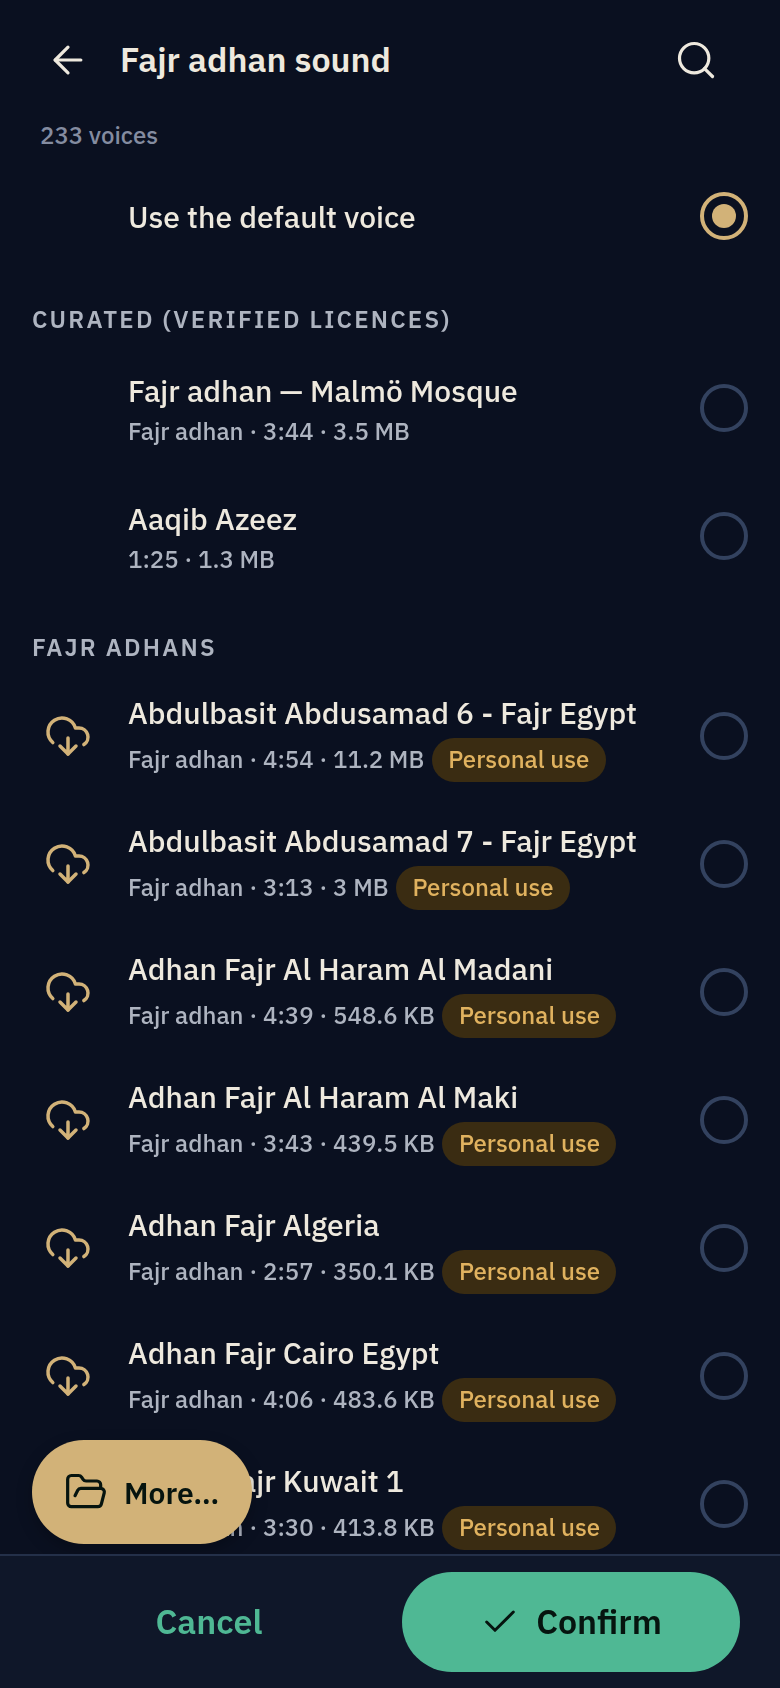 Fajr adhan sound
233 voices
Use the default voice
CURATED (VERIFIED LICENCES)
Fajr adhan — Malmö Mosque
Fajr adhan · 3:44 · 3.5 MB
Aaqib Azeez
1:25 · 1.3 MB
FAJR ADHANS
Abdulbasit Abdusamad 6 - Fajr Egypt
Fajr adhan · 4:54 · 11.2 MB Personal use
Abdulbasit Abdusamad 7 - Fajr Egypt
Fajr adhan · 3:13 · 3 MB Personal use
Adhan Fajr Al Haram Al Madani
Fajr adhan · 4:39 · 548.6 KB Personal use
Adhan Fajr Al Haram Al Maki
Fajr adhan · 3:43 · 439.5 KB Personal use
Adhan Fajr Algeria
Fajr adhan · 2:57 · 350.1 KB Personal use
Adhan Fajr Cairo Egypt
Fajr adhan · 4:06 · 483.6 KB Personal use
Kuwait 1
· 3:30 · 413.8 KB Personal use
More...
Cancel
Confirm